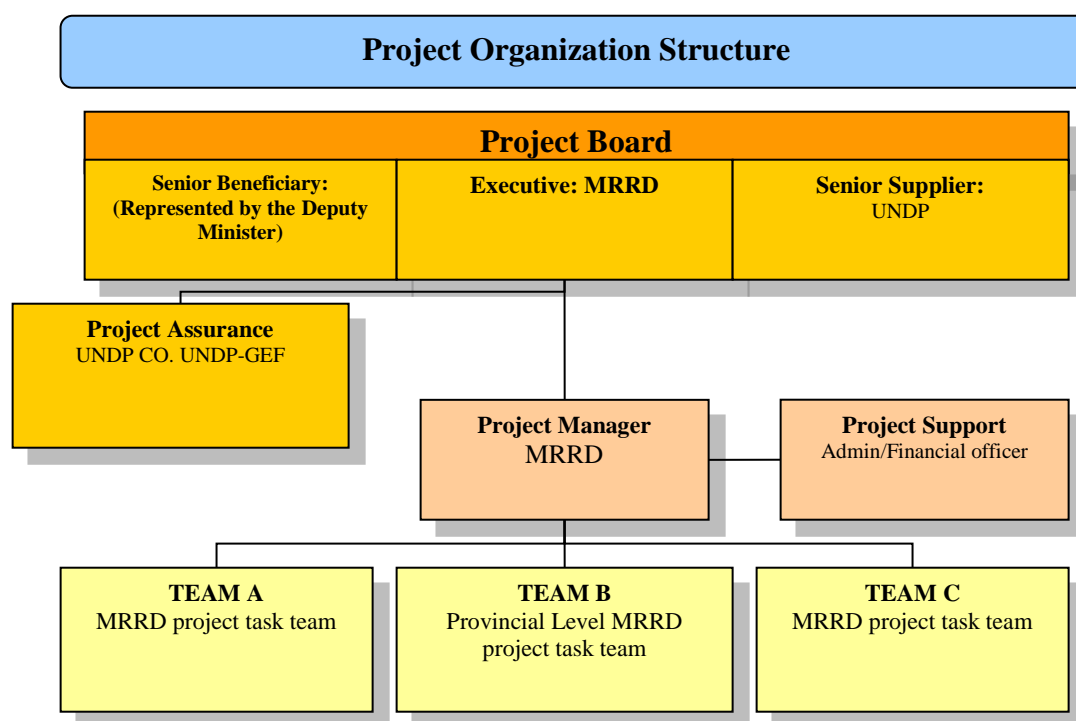 Project Organization Structure
Project Board
Senior Beneficiary:
(Represented by the Deputy
Minister)
Executive: MRRD
Senior Supplier:
UNDP
Project Assurance
UNDP CO. UNDP-GEF
Project Manager
MRRD
Project Support
Admin/Financial officer
TEAM A
MRRD project task team
TEAM B
Provincial Level MRRD
project task team
TEAM C
MRRD project task team